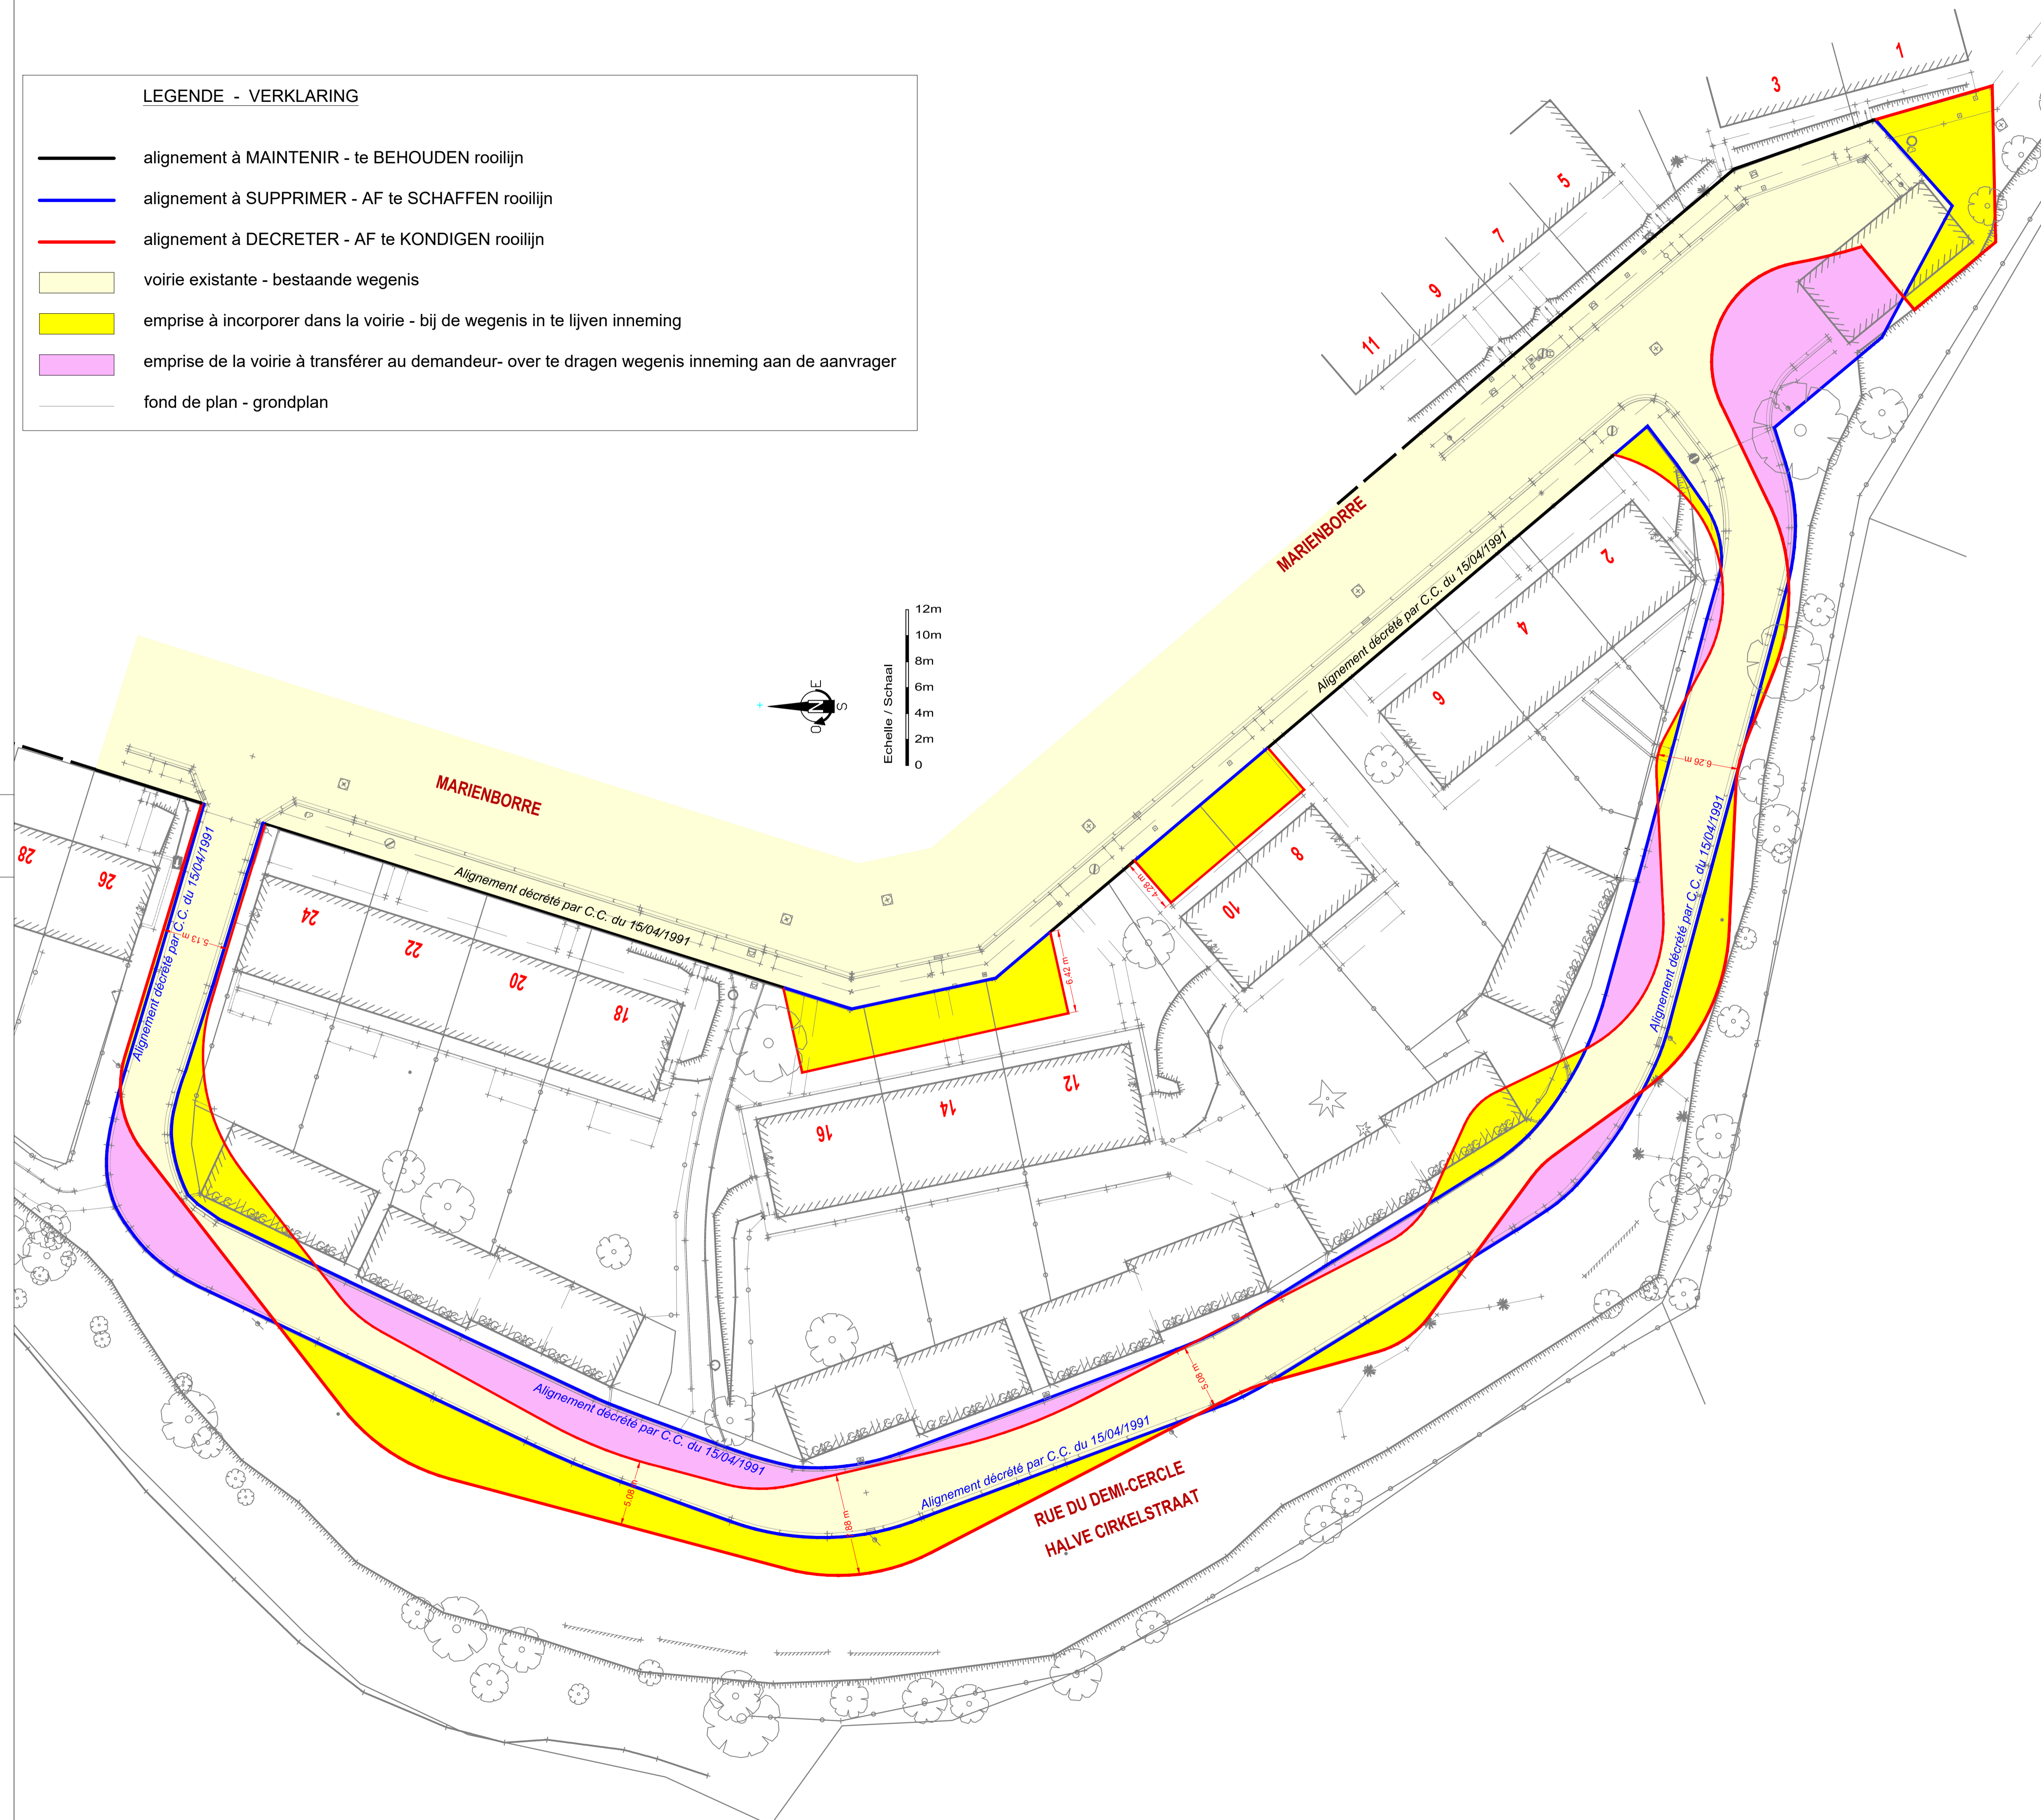 LEGENDE - VERKLARING
alignement à MAINTENIR - te BEHOUDEN rooilijn
alignement à SUPPRIMER - AF te SCHAFFEN rooilijn
alignement à DECRETER - AF te KONDIGEN rooilijn
voirie existante - bestaande wegenis
emprise à incorporer dans la voirie - bij de wegenis in te lijven inneming
emprise de la voirie à transférer au demandeur- over te dragen wegenis inneming aan de aanvrager
fond de plan - grondplan
1
3
5
7
9
11
MARIENBORRE
Alignement décrété par C.C. du 15/04/1991
2
4
6
8
10
12m
10m
8m
6m
4m
2m
0
Echelle / Schaal
N
E
S
O
MARIENBORRE
Alignement décrété par C.C. du 15/04/1991
28
26
24
22
20
18
16
14
12
4.28 m
6.42 m
5.13 m
6.26 m
Alignement décrété par C.C. du 15/04/1991
Alignement décrété par C.C. du 15/04/1991
Alignement décrété par C.C. du 15/04/1991
Alignement décrété par C.C. du 15/04/1991
5.08 m
5.08 m
RUE DU DEMI-CERCLE
HALVE CIRKELSTRAAT